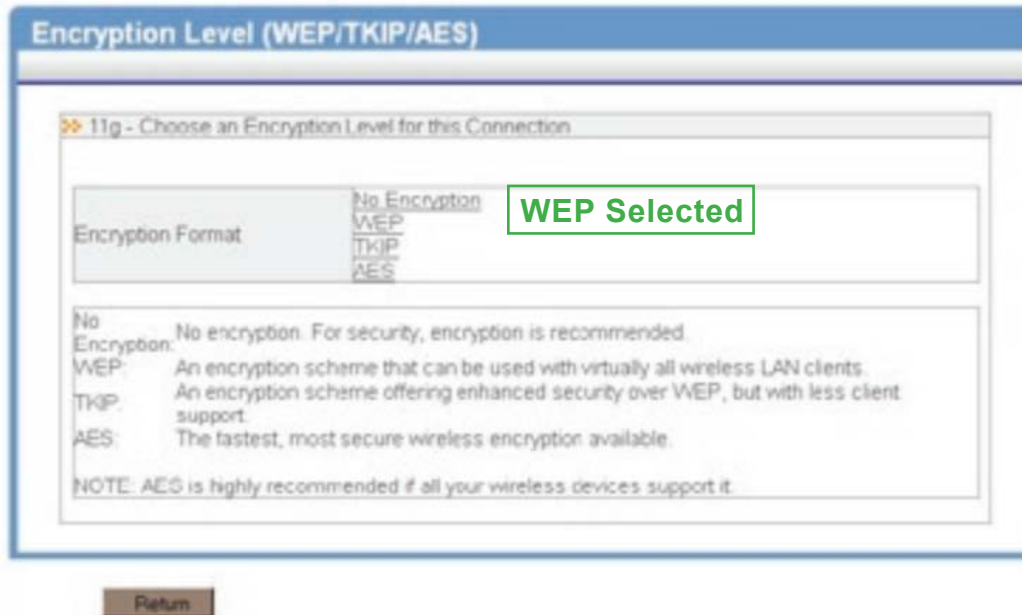 Encryption Level (WEP/TKIP/AES)
11g - Choose an Encryption Level for this Connection
Encryption Format
No Encryption
WEP
TKIP
AES
WEP Selected
No Encryption: No encryption. For security, encryption is recommended.
WEP: An encryption scheme that can be used with virtually all wireless LAN clients.
TKIP: An encryption scheme offering enhanced security over WEP, but with less client
support.
AES: The fastest, most secure wireless encryption available.
NOTE: AES is highly recommended if all your wireless devices support it.
Return